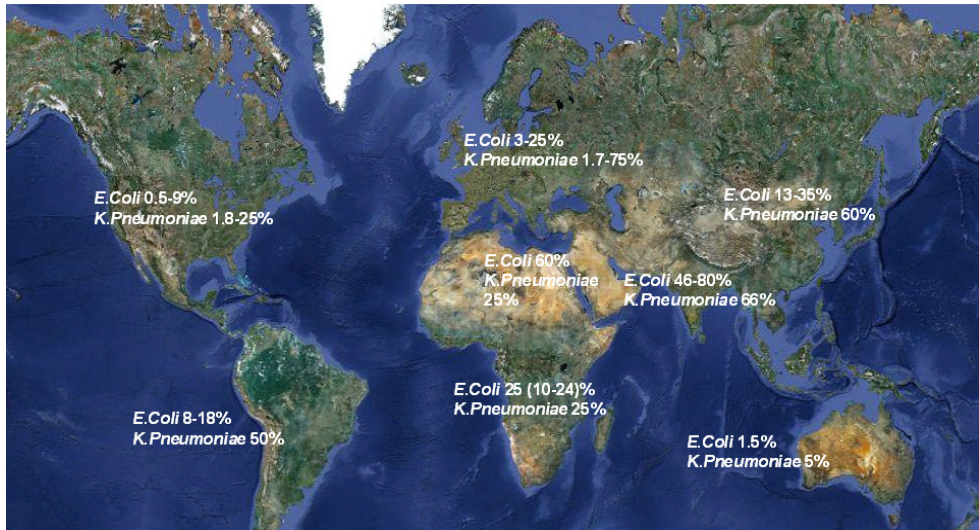 E.Coli 3-25%
K.Pneumoniae 1.7-75%
E.Coli 0.5-9%
K.Pneumoniae 1.8-25%
E.Coli 13-35%
K.Pneumoniae 60%
E.Coli 60%
K.Pneumoniae
25%
E.Coli 46-80%
K.Pneumoniae 66%
E.Coli 25 (10-24)%
K.Pneumoniae 25%
E.Coli 8-18%
K.Pneumoniae 50%
E.Coli 1.5%
K.Pneumoniae 5%